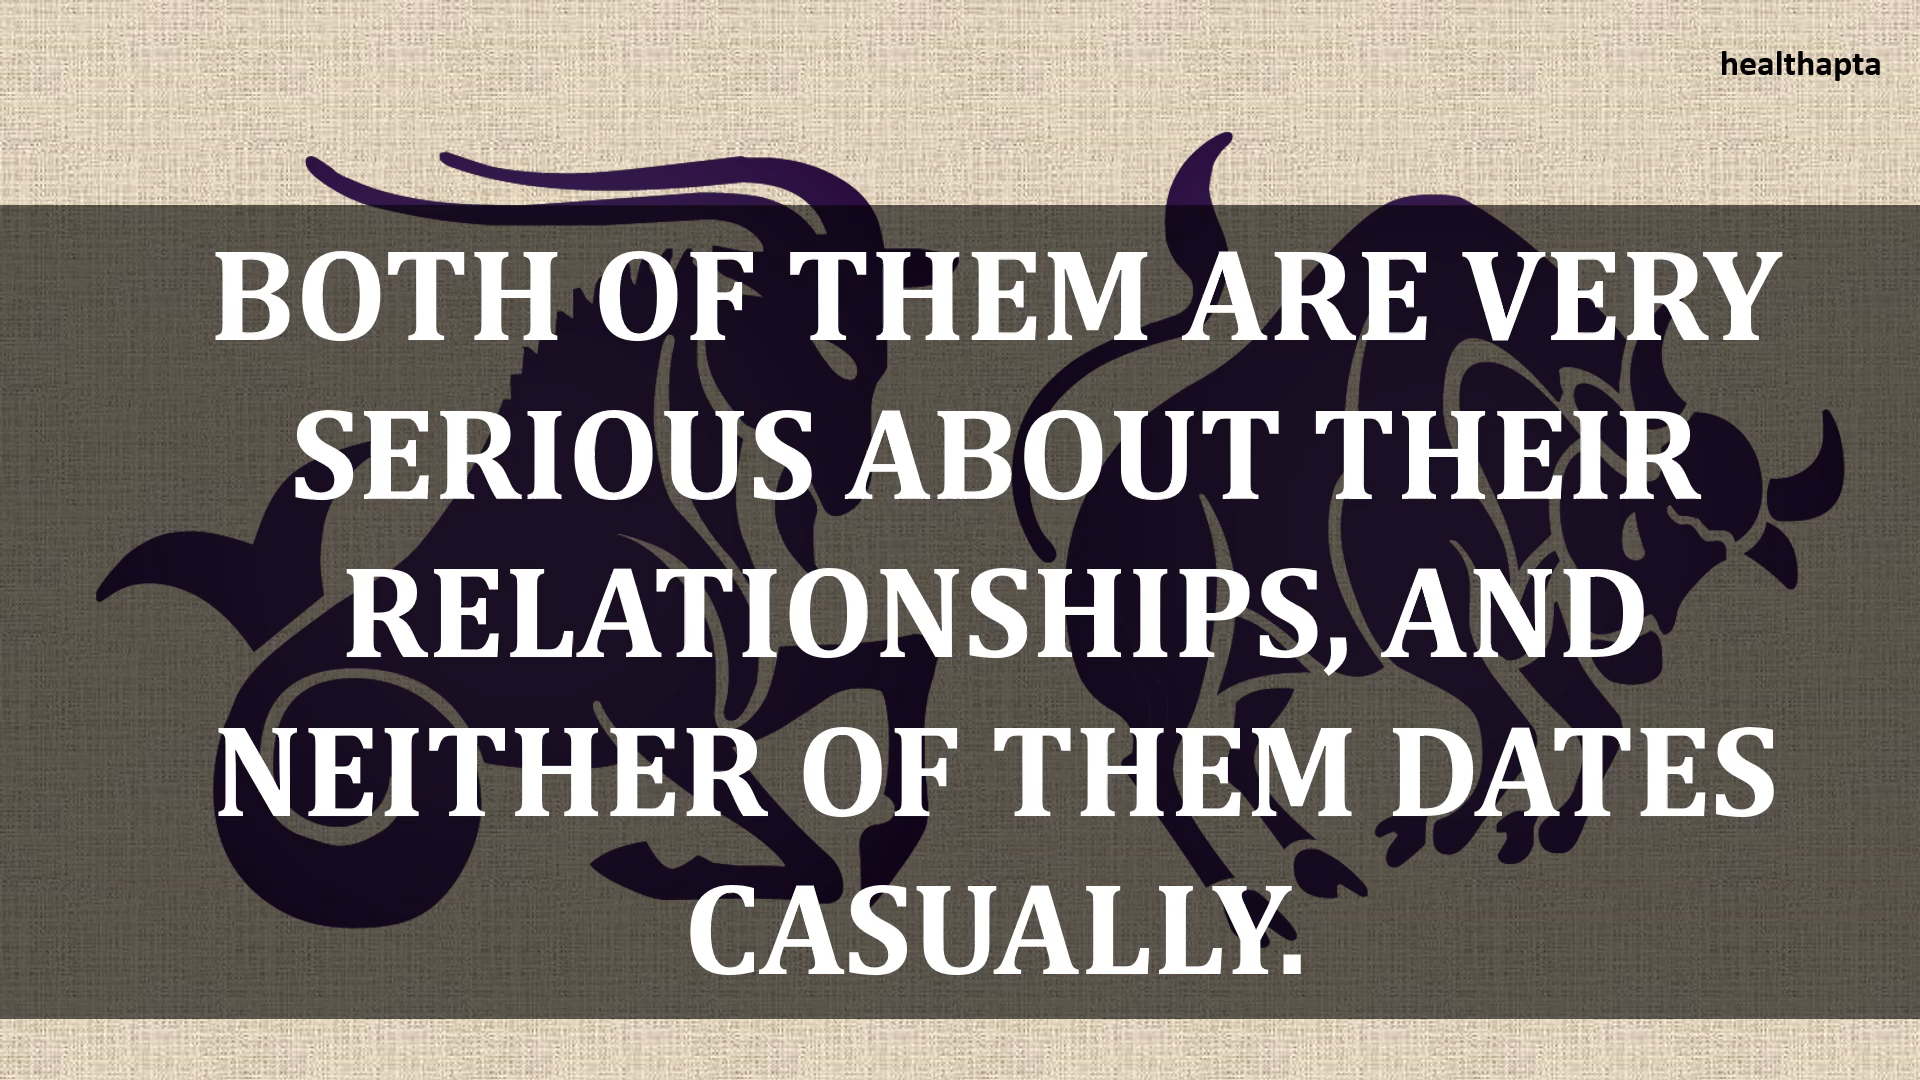 healthapta
BOTH OF THEM ARE VERY
SERIOUS ABOUT THEIR
RELATIONSHIPS, AND
NEITHER OF THEM DATES
CASUALLY.